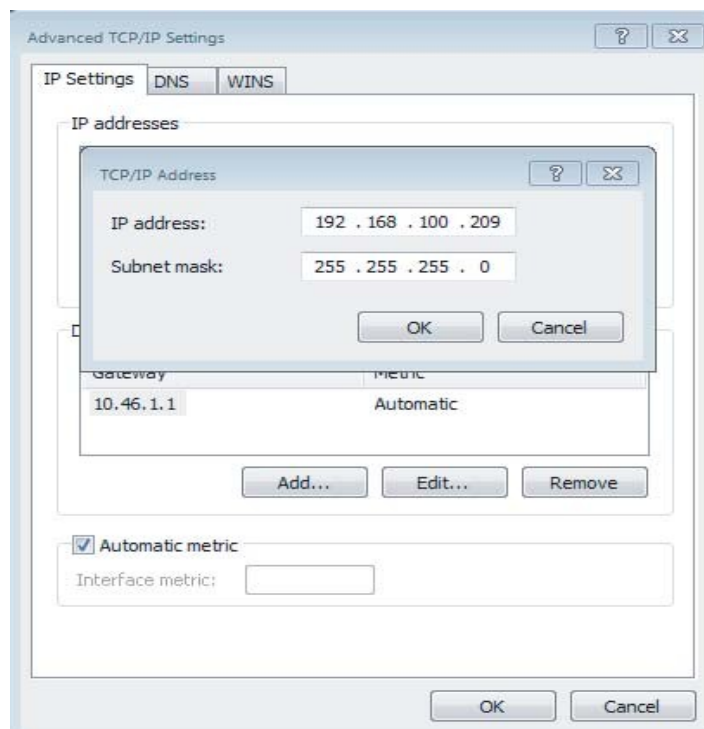 Advanced TCP/IP Settings
IP Settings DNS WINS
IP addresses
TCP/IP Address
IP address: 192 . 168 . 100 . 209
Subnet mask: 255 . 255 . 255 . 0
OK Cancel
D
Gateway Metric
10.46.1.1 Automatic
Add... Edit... Remove
Automatic metric
Interface metric:
OK Cancel